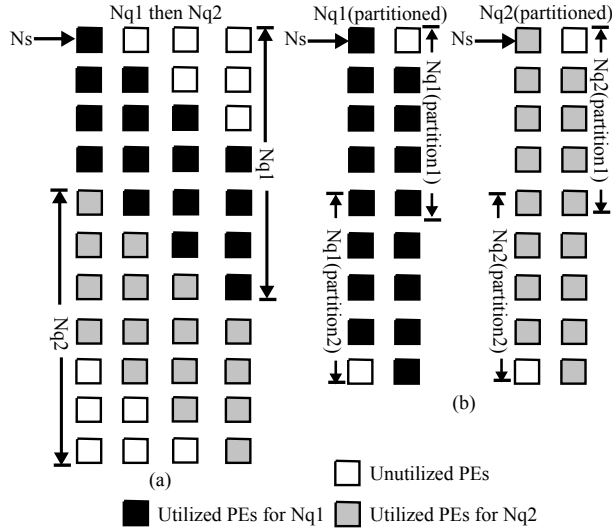 Nq1 then Nq2
Ns
Nq1
Nq2
(a)
Nq1(partitioned)
Ns
Nq1(partition1)
Nq1(partition2)
Nq2(partitioned)
Ns
Nq2(partition1)
Nq2(partition2)
(b)
Unutilized PEs
Utilized PEs for Nq1
Utilized PEs for Nq2